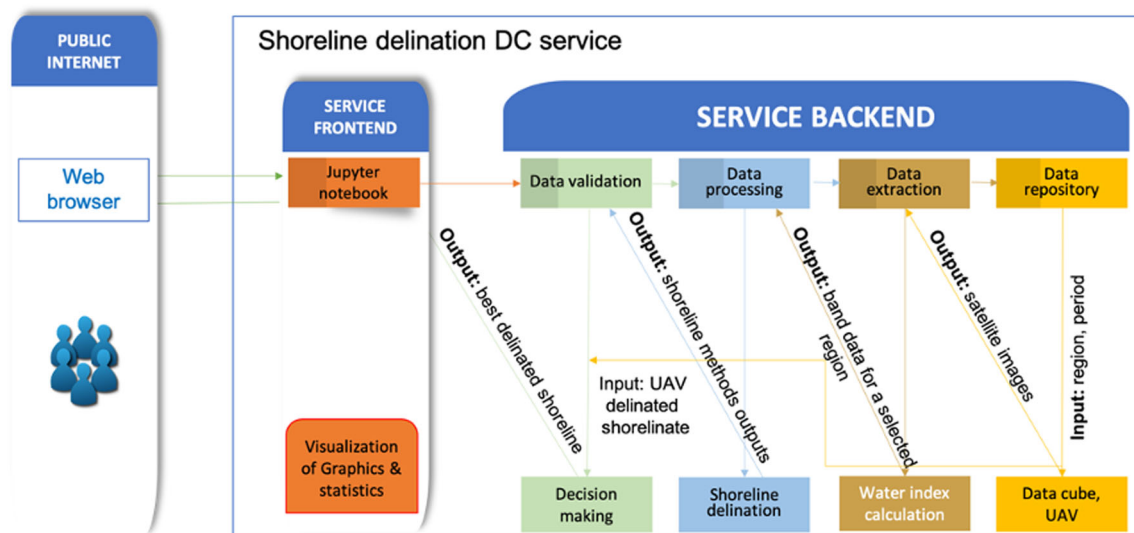 PUBLIC
INTERNET
Web
browser
Shoreline delination DC service
SERVICE
FRONTEND
Jupyter
notebook
Visualization
of Graphics &
statistics
SERVICE BACKEND
Data validation
Data
processing
Data
extraction
Data
repository
Output: best delinated shoreline
Output: shoreline methods outputs
Output: band data for a selected
region
Output: satellite images
Input: region, period
Input: UAV
delinated
shorelinate
Decision
making
Shoreline
delination
Water index
calculation
Data cube,
UAV